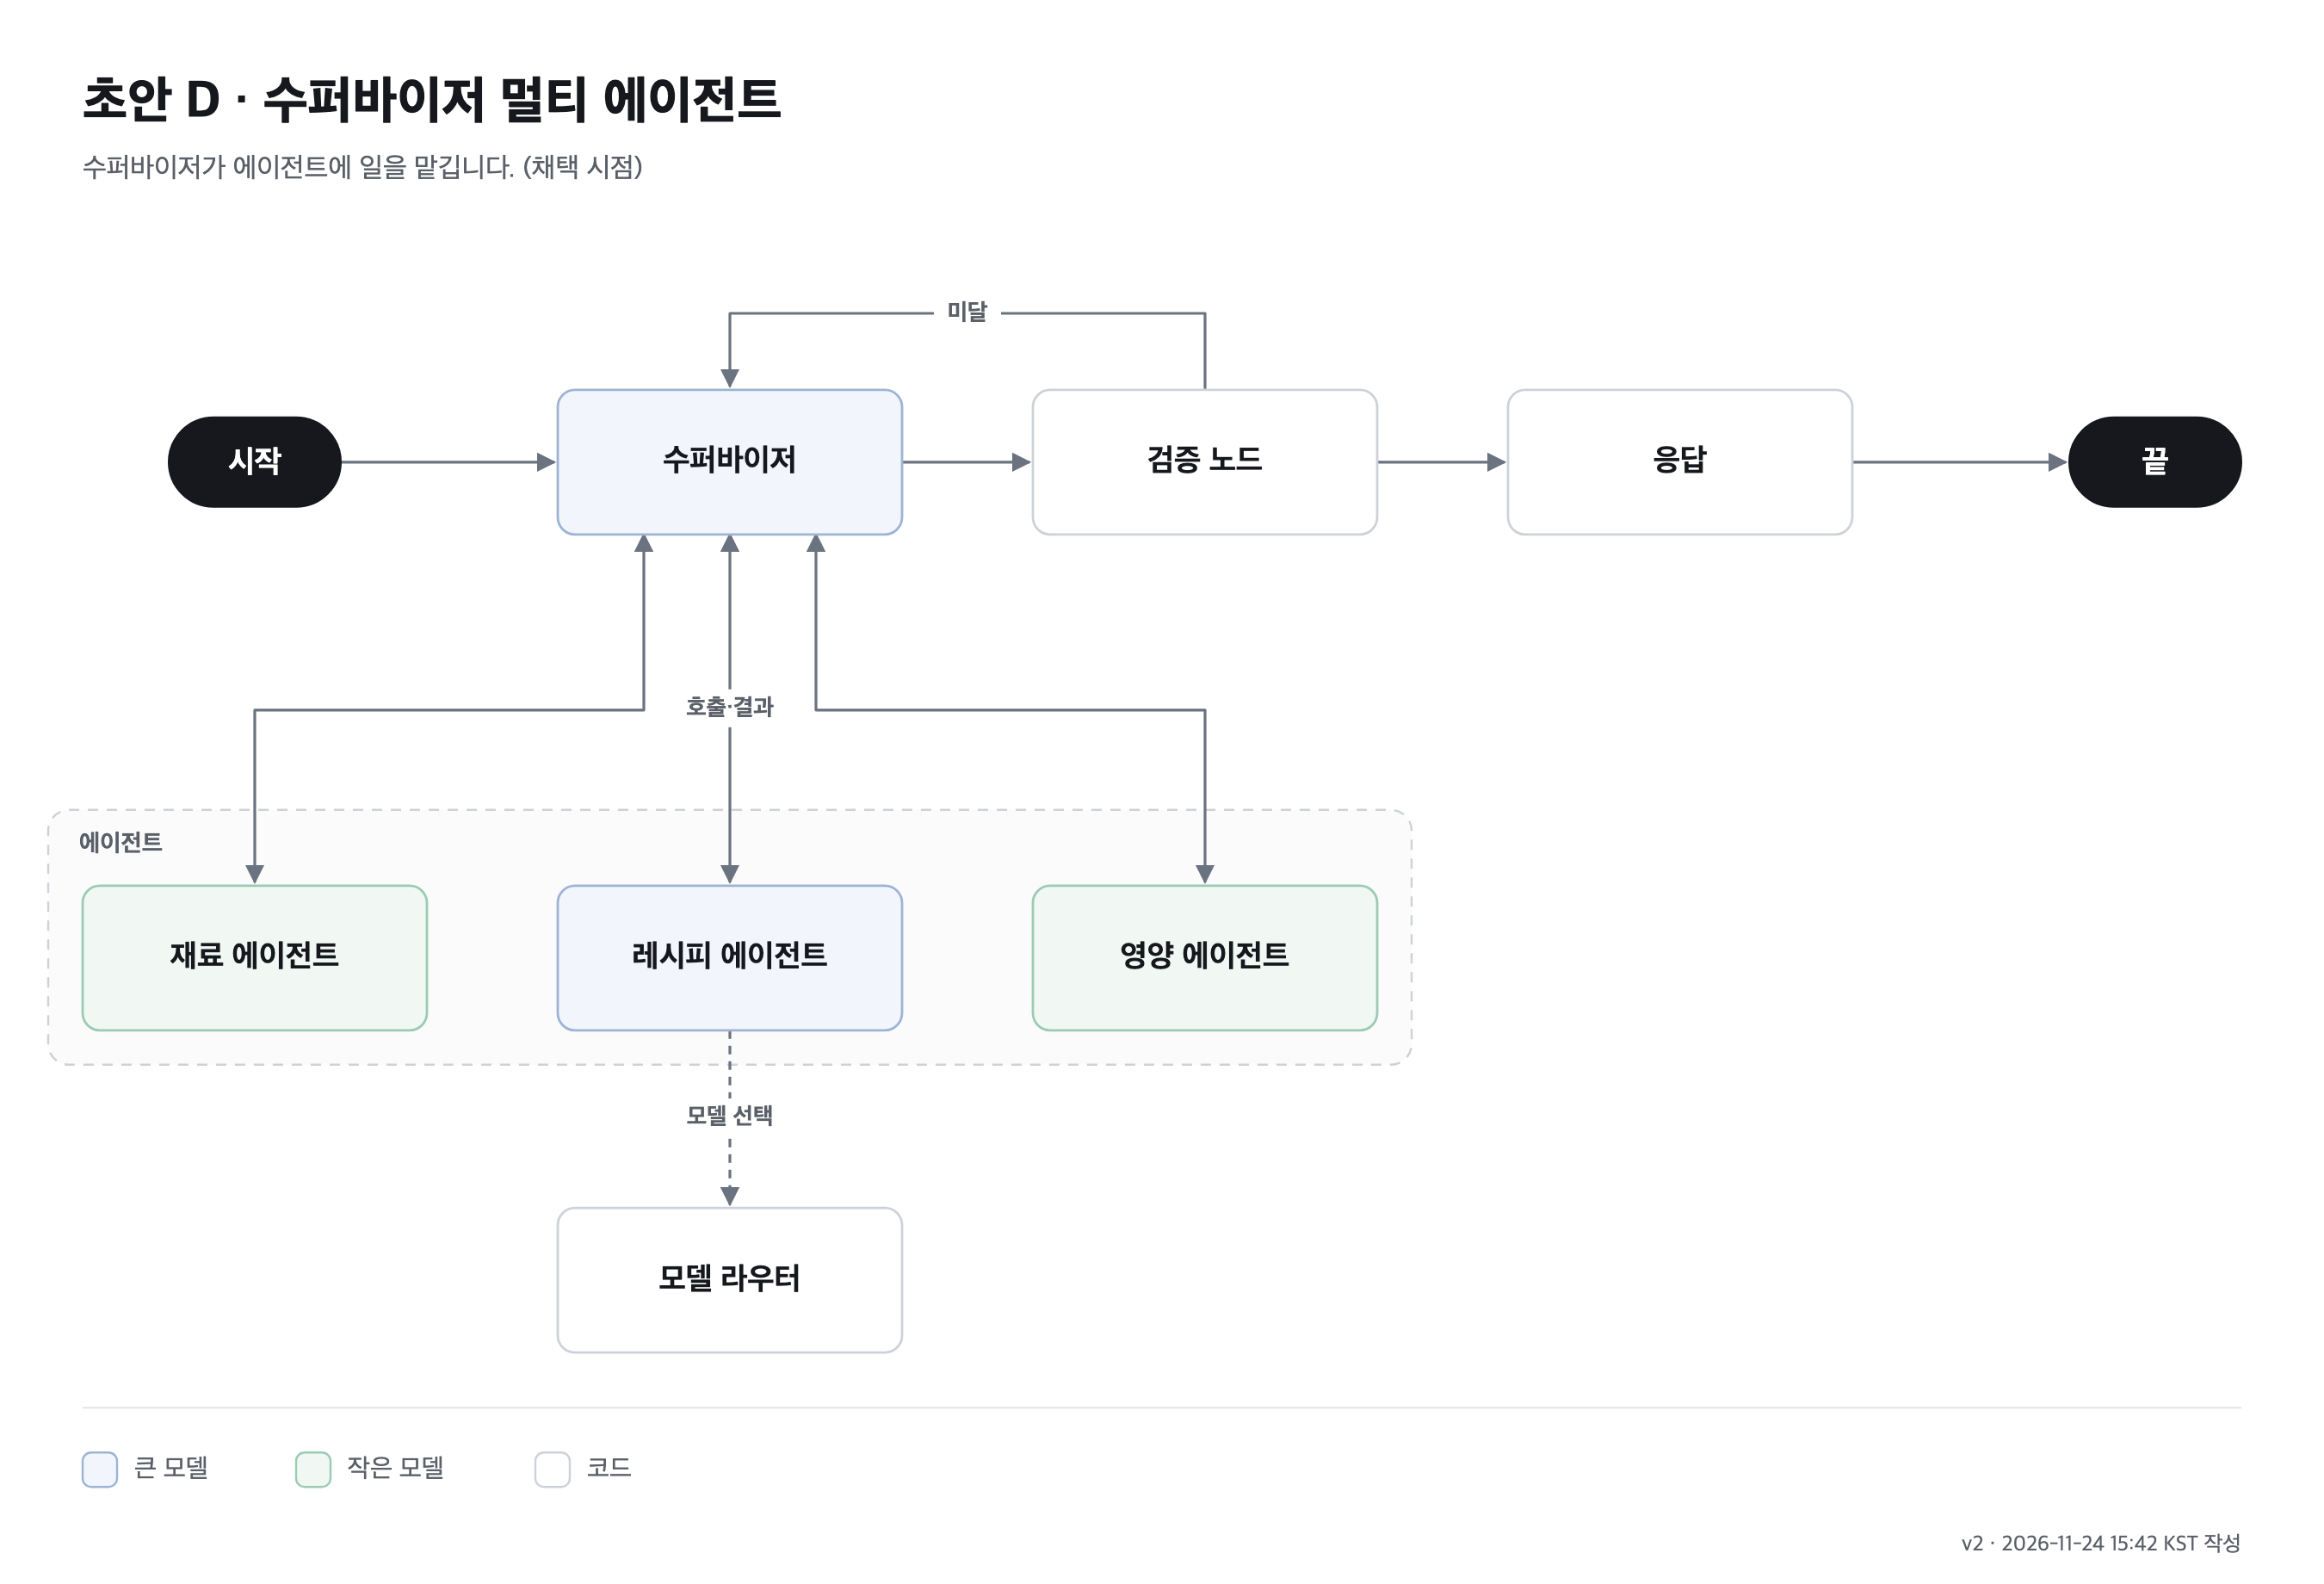 초안 D · 수퍼바이저 멀티 에이전트
수퍼바이저가 에이전트에 일을 맡깁니다. (채택 시점)
미달
시작
수퍼바이저
검증 노드
응답
끝
호출·결과
에이전트
재료 에이전트
레시피 에이전트
영양 에이전트
모델 선택
모델 라우터
큰 모델
작은 모델
코드
v2 · 2026-11-24 15:42 KST 작성